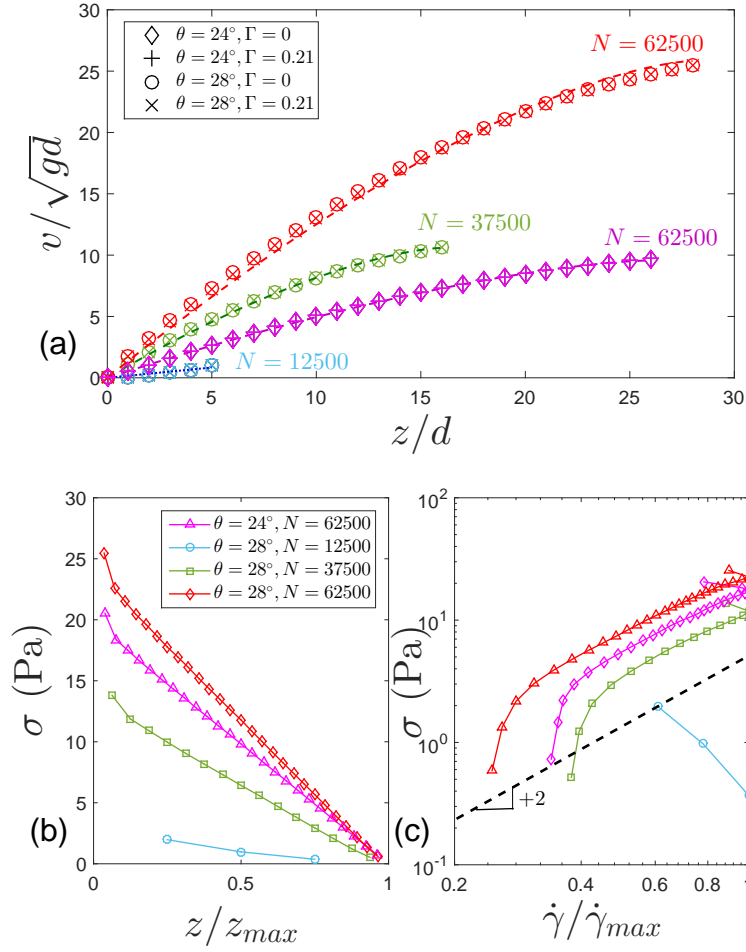 30
25
20
15
10
5
0
v/√gd
θ = 24°, Γ = 0
θ = 24°, Γ = 0.21
θ = 28°, Γ = 0
θ = 28°, Γ = 0.21
N = 62500
N = 37500
N = 62500
N = 12500
(a)
0 5 10 15 20 25 30
z/d
30
25
20
15
10
5
0
σ (Pa)
θ = 24°, N = 62500
θ = 28°, N = 12500
θ = 28°, N = 37500
θ = 28°, N = 62500
(b)
0 0.5 1
z/z_max
10²
10¹
10⁰
10⁻¹
σ (Pa)
+2
(c)
0.2 0.4 0.6 0.8 1
γ̇/γ̇_max